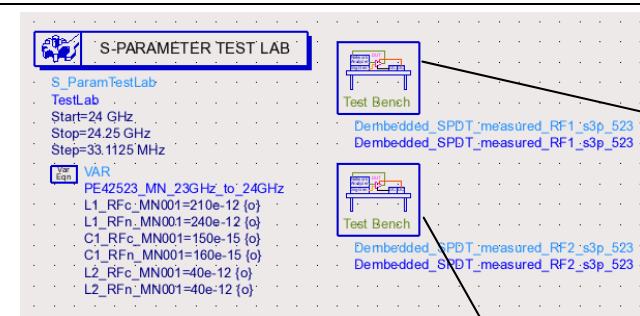 S-PARAMETER TEST LAB
S_ParamTestLab
TestLab
Start=24 GHz
Stop=24.25 GHz
Step=33.1125 MHz
Var
Eqn
VAR
PE42523_MN_23GHz_to_24GHz
L1_RFc_MN001=210e-12 {o}
L1_RFn_MN001=240e-12 {o}
C1_RFc_MN001=150e-15 {o}
C1_RFn_MN001=160e-15 {o}
L2_RFc_MN001=40e-12 {o}
L2_RFn_MN001=40e-12 {o}
Test Bench
Dembedded_SPDT_measured_RF1_s3p_523
Dembedded_SPDT_measured_RF1_s3p_523
Test Bench
Dembedded_SPDT_measured_RF2_s3p_523
Dembedded_SPDT_measured_RF2_s3p_523